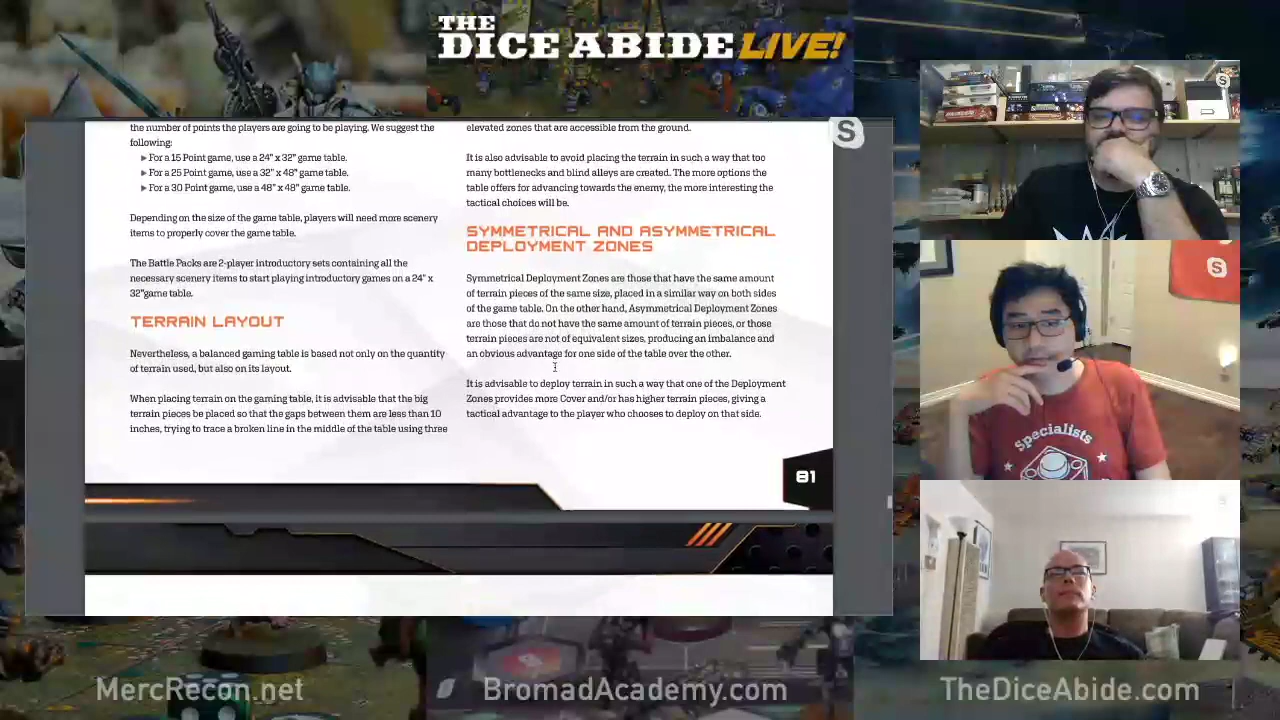 THE
DICE ABIDE LIVE!
the number of points the players are going to be playing. We suggest the
following:
▶ For a 15 Point game, use a 24" x 32" game table.
▶ For a 25 Point game, use a 32" x 48" game table.
▶ For a 30 Point game, use a 48" x 48" game table.
Depending on the size of the game table, players will need more scenery
items to properly cover the game table.
The Battle Packs are 2-player introductory sets containing all the
necessary scenery items to start playing introductory games on a 24" x
32"game table.
TERRAIN LAYOUT
Nevertheless, a balanced gaming table is based not only on the quantity
of terrain used, but also on its layout.
When placing terrain on the gaming table, it is advisable that the big
terrain pieces be placed so that the gaps between them are less than 10
inches, trying to trace a broken line in the middle of the table using three
elevated zones that are accessible from the ground.
It is also advisable to avoid placing the terrain in such a way that too
many bottlenecks and blind alleys are created. The more options the
table offers for advancing towards the enemy, the more interesting the
tactical choices will be.
SYMMETRICAL AND ASYMMETRICAL
DEPLOYMENT ZONES
Symmetrical Deployment Zones are those that have the same amount
of terrain pieces of the same size, placed in a similar way on both sides
of the game table. On the other hand, Asymmetrical Deployment Zones
are those that do not have the same amount of terrain pieces, or those
terrain pieces are not of equivalent sizes, producing an imbalance and
an obvious advantage for one side of the table over the other.
It is advisable to deploy terrain in such a way that one of the Deployment
Zones provides more Cover and/or has higher terrain pieces, giving a
tactical advantage to the player who chooses to deploy on that side.
81
S
S
S
Specialists
MercRecon.net
BromadAcademy.com
TheDiceAbide.com